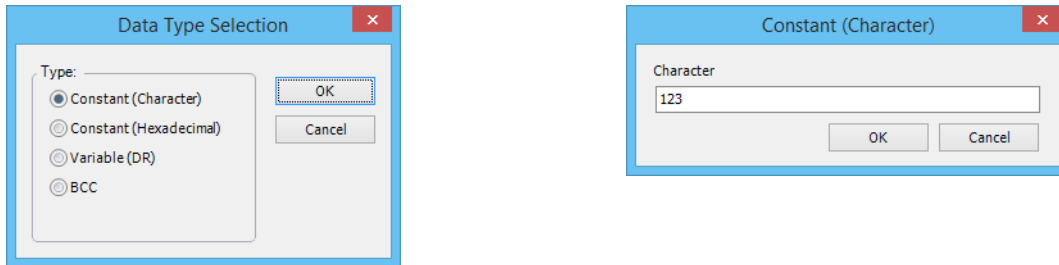 Data Type Selection
Type:
Constant (Character)
Constant (Hexadecimal)
Variable (DR)
BCC
OK
Cancel
Constant (Character)
Character
123
OK
Cancel